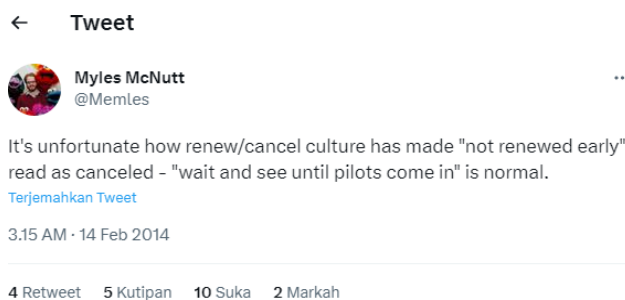 ← Tweet
Myles McNutt
@Memles
It's unfortunate how renew/cancel culture has made "not renewed early"
read as canceled - "wait and see until pilots come in" is normal.
Terjemahkan Tweet
3.15 AM · 14 Feb 2014
4 Retweet 5 Kutipan 10 Suka 2 Markah